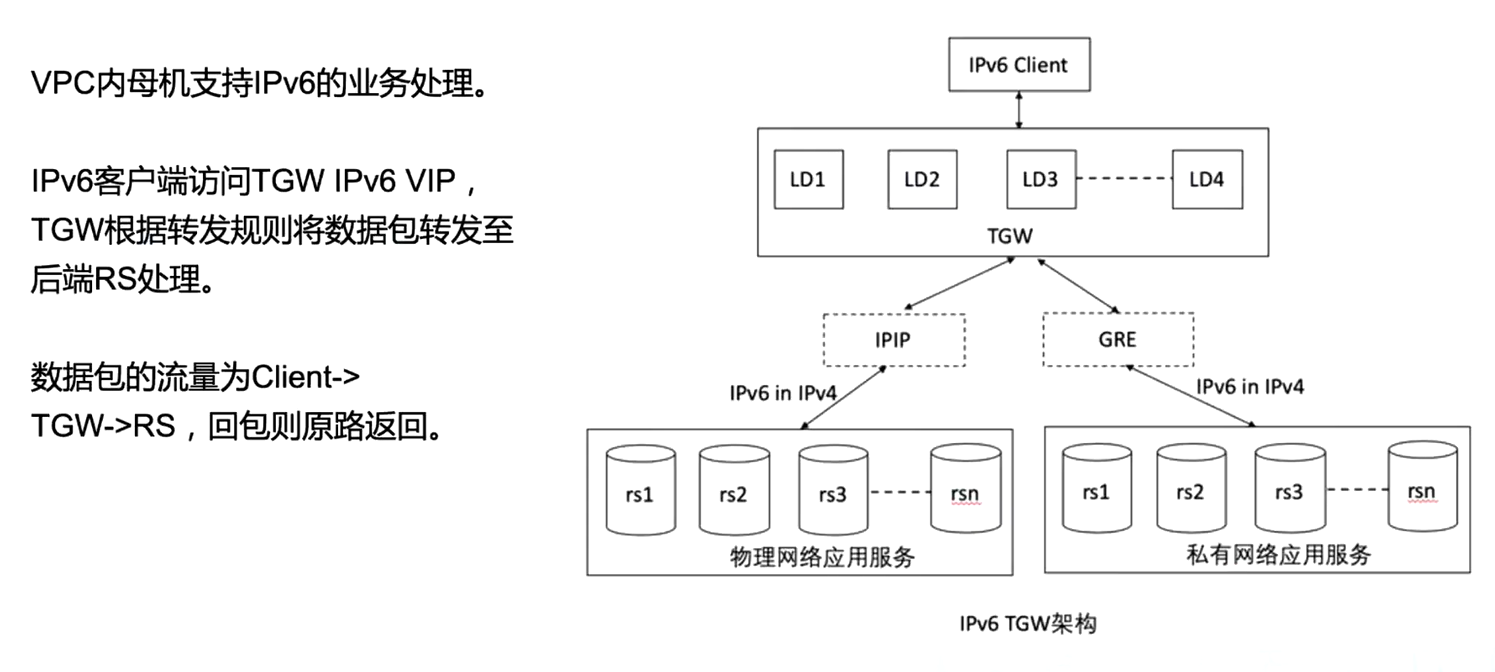 VPC内母机支持IPv6的业务处理。
IPv6客户端访问TGW IPv6 VIP，
TGW根据转发规则将数据包转发至
后端RS处理。
数据包的流量为Client->
TGW->RS，回包则原路返回。
IPv6 Client
LD1 LD2 LD3 LD4
TGW
IPIP GRE
IPv6 in IPv4 IPv6 in IPv4
rs1 rs2 rs3 rsn
物理网络应用服务
rs1 rs2 rs3 rsn
私有网络应用服务
IPv6 TGW架构